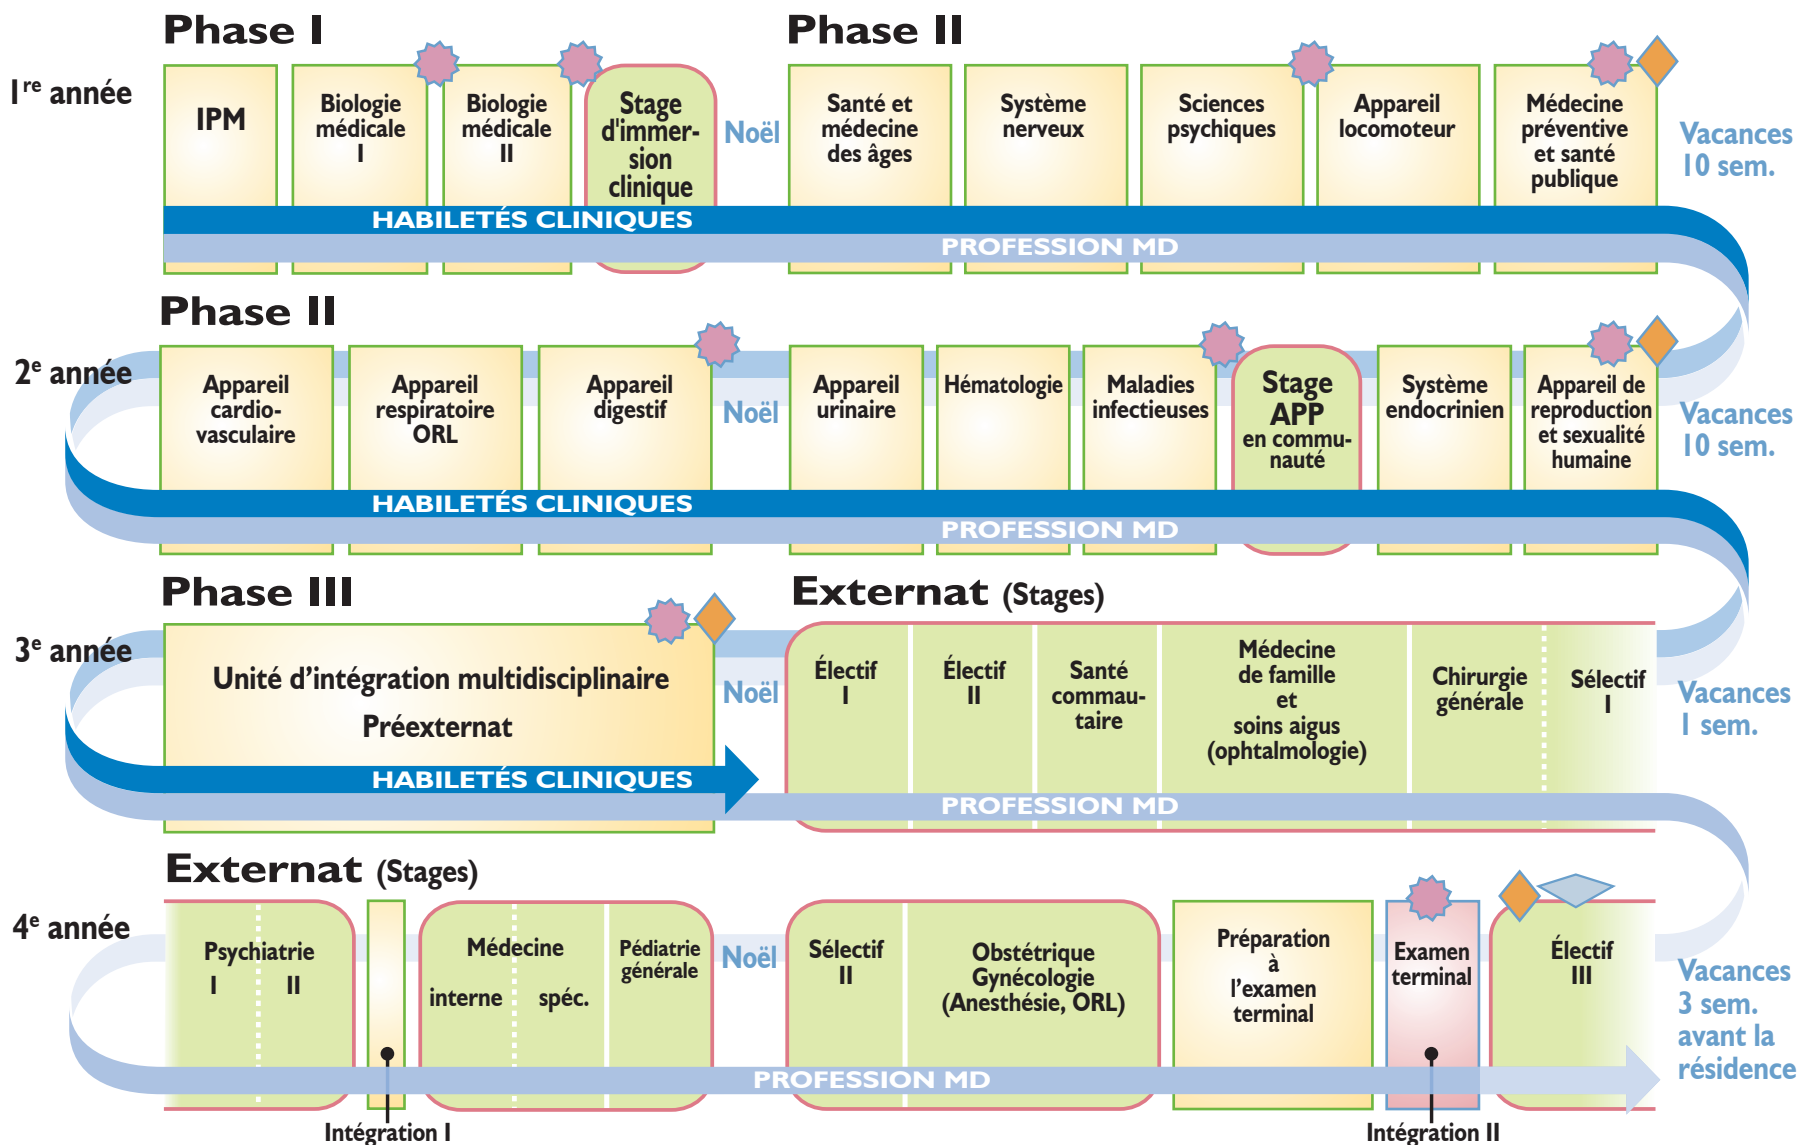 Phase I
Phase II
1re année
IPM
Biologie
médicale
I
Biologie
médicale
II
Stage
d'immer-
sion
clinique
Noël
Santé et
médecine
des âges
Système
nerveux
Sciences
psychiques
Appareil
locomoteur
Médecine
préventive
et santé
publique
Vacances
10 sem.
HABILETÉS CLINIQUES
PROFESSION MD
Phase II
2e année
Appareil
cardio-
vasculaire
Appareil
respiratoire
ORL
Appareil
digestif
Noël
Appareil
urinaire
Hématologie
Maladies
infectieuses
Stage
APP
en commu-
nauté
Système
endocrinien
Appareil de
reproduction
et sexualité
humaine
Vacances
10 sem.
HABILETÉS CLINIQUES
PROFESSION MD
Phase III
Externat (Stages)
3e année
Unité d’intégration multidisciplinaire
Préexternat
Noël
Électif
I
Électif
II
Santé
commau-
taire
Médecine
de famille
et
soins aigus
(ophtalmologie)
Chirurgie
générale
Sélectif
I
Vacances
1 sem.
HABILETÉS CLINIQUES
PROFESSION MD
Externat (Stages)
4e année
Psychiatrie
I II
Médecine
interne spéc.
Pédiatrie
générale
Noël
Sélectif
II
Obstétrique
Gynécologie
(Anesthésie, ORL)
Préparation
à
l’examen
terminal
Examen
terminal
Électif
III
Vacances
3 sem.
avant la
résidence
PROFESSION MD
Intégration I
Intégration II